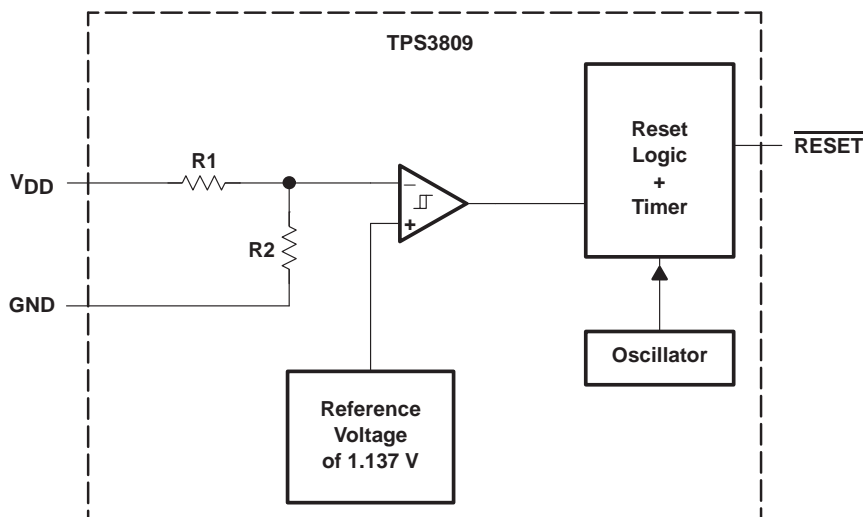 TPS3809
R1
VDD
R2
GND
−
+
Reset
Logic
+
Timer
RESET
Oscillator
Reference
Voltage
of 1.137 V